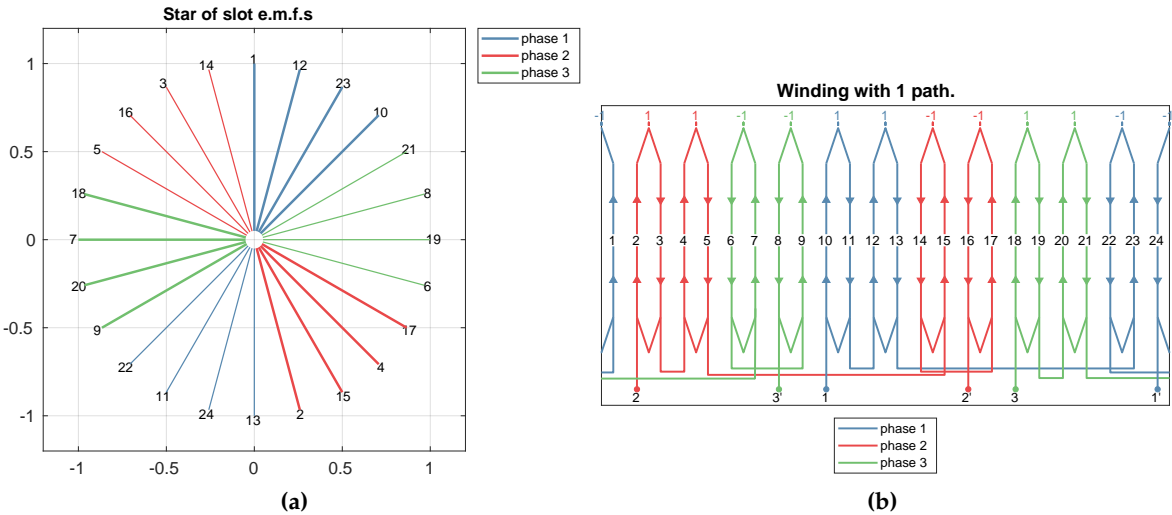 Star of slot e.m.f.s
phase 1
phase 2
phase 3
1
0.5
0
-0.5
-1
-1 -0.5 0 0.5 1
1
12
23
10
21
8
19
6
17
4
15
2
13
24
11
22
9
20
7
18
5
16
3
14
(a)
Winding with 1 path.
-1 1 1 -1 -1 1 1 -1 -1 1 1 -1 -1
1 2 3 4 5 6 7 8 9 10 11 12 13 14 15 16 17 18 19 20 21 22 23 24
2 3' 1 2' 3 1'
phase 1
phase 2
phase 3
(b)